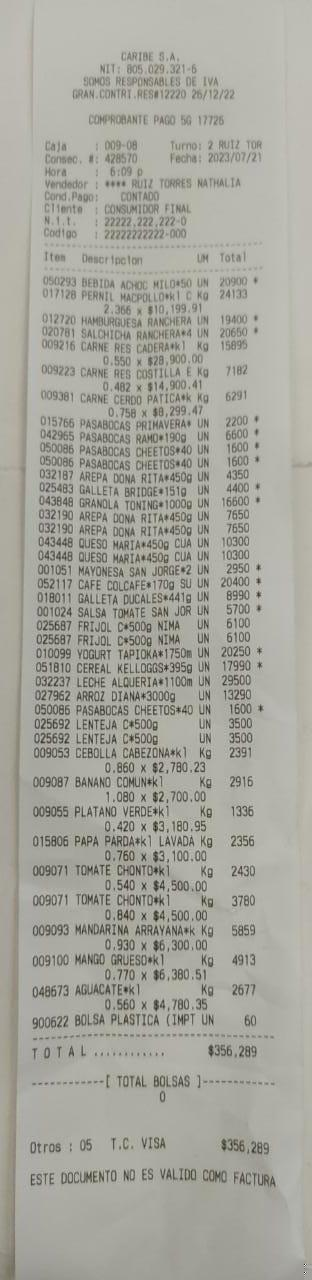 CARIBE S.A.
NIT: 805.029.321-6
SOMOS RESPONSABLES DE IVA
GRAN.CONTRI.RES#12220 26/12/22
COMPROBANTE PAGO 5G 17726
Caja : 009-08 Turno: 2 RUIZ TOR
Consec. #: 428570 Fecha: 2023/07/21
Hora : 6:09 p
Vendedor : **** RUIZ TORRES NATHALIA
Cond.Pago: CONTADO
Cliente : CONSUMIDOR FINAL
N.i.t. : 22222,222,222-0
Codigo : 22222222222-000
Item Descripcion UM Total
050293 BEBIDA ACHOC MILO*50 UN 20900 *
017128 PERNIL MACPOLLO*kl C Kg 24133
2.366 x $10,199.91
012720 HAMBURGUESA RANCHERA UN 19400 *
020781 SALCHICHA RANCHERA*4 UN 20650 *
009216 CARNE RES CADERA*kl Kg 15895
0.550 x $28,900.00
009223 CARNE RES COSTILLA E Kg 7182
0.482 x $14,900.41
009381 CARNE CERDO PATICA*k Kg 6291
0.758 x $8,299.47
015766 PASABOCAS PRIMAVERA* UN 2200 *
042965 PASABOCAS RAMO*190g UN 6600 *
050086 PASABOCAS CHEETOS*40 UN 1600 *
050086 PASABOCAS CHEETOS*40 UN 1600 *
032187 AREPA DONA RITA*450g UN 4350
025483 GALLETA BRIDGE*151g UN 4400 *
043848 GRANOLA TONING*1000g UN 16600 *
032190 AREPA DONA RITA*450g UN 7650
032190 AREPA DONA RITA*450g UN 7650
043448 QUESO MARIA*450g CUA UN 10300
043448 QUESO MARIA*450g CUA UN 10300
001051 MAYONESA SAN JORGE*2 UN 2950 *
052117 CAFE COLCAFE*170g SU UN 20400 *
018011 GALLETA DUCALES*441g UN 8990 *
001024 SALSA TOMATE SAN JOR UN 5700 *
025687 FRIJOL C*500g NIMA UN 6100
025687 FRIJOL C*500g NIMA UN 6100
010099 YOGURT TAPIOKA*1750m UN 20250 *
051810 CEREAL KELLOGGS*395g UN 17990 *
032237 LECHE ALQUERIA*1100m UN 29500
027962 ARROZ DIANA*3000g UN 13290
050086 PASABOCAS CHEETOS*40 UN 1600 *
025692 LENTEJA C*500g UN 3500
025692 LENTEJA C*500g UN 3500
009053 CEBOLLA CABEZONA*kl Kg 2391
0.860 x $2,780.23
009087 BANANO COMUN*kl Kg 2916
1.080 x $2,700.00
009055 PLATANO VERDE*kl Kg 1336
0.420 x $3,180.95
015806 PAPA PARDA*kl LAVADA Kg 2356
0.760 x $3,100.00
009071 TOMATE CHONTO*kl Kg 2430
0.540 x $4,500.00
009071 TOMATE CHONTO*kl Kg 3780
0.840 x $4,500.00
009093 MANDARINA ARRAYANA*k Kg 5859
0.930 x $6,300.00
009100 MANGO GRUESO*kl Kg 4913
0.770 x $6,380.51
048673 AGUACATE*kl Kg 2677
0.560 x $4,780.35
900622 BOLSA PLASTICA (IMPT UN 60
T O T A L ............ $356,289
-----------[ TOTAL BOLSAS ]-----------
0
Otros : 05 T.C. VISA $356,289
ESTE DOCUMENTO NO ES VALIDO COMO FACTURA